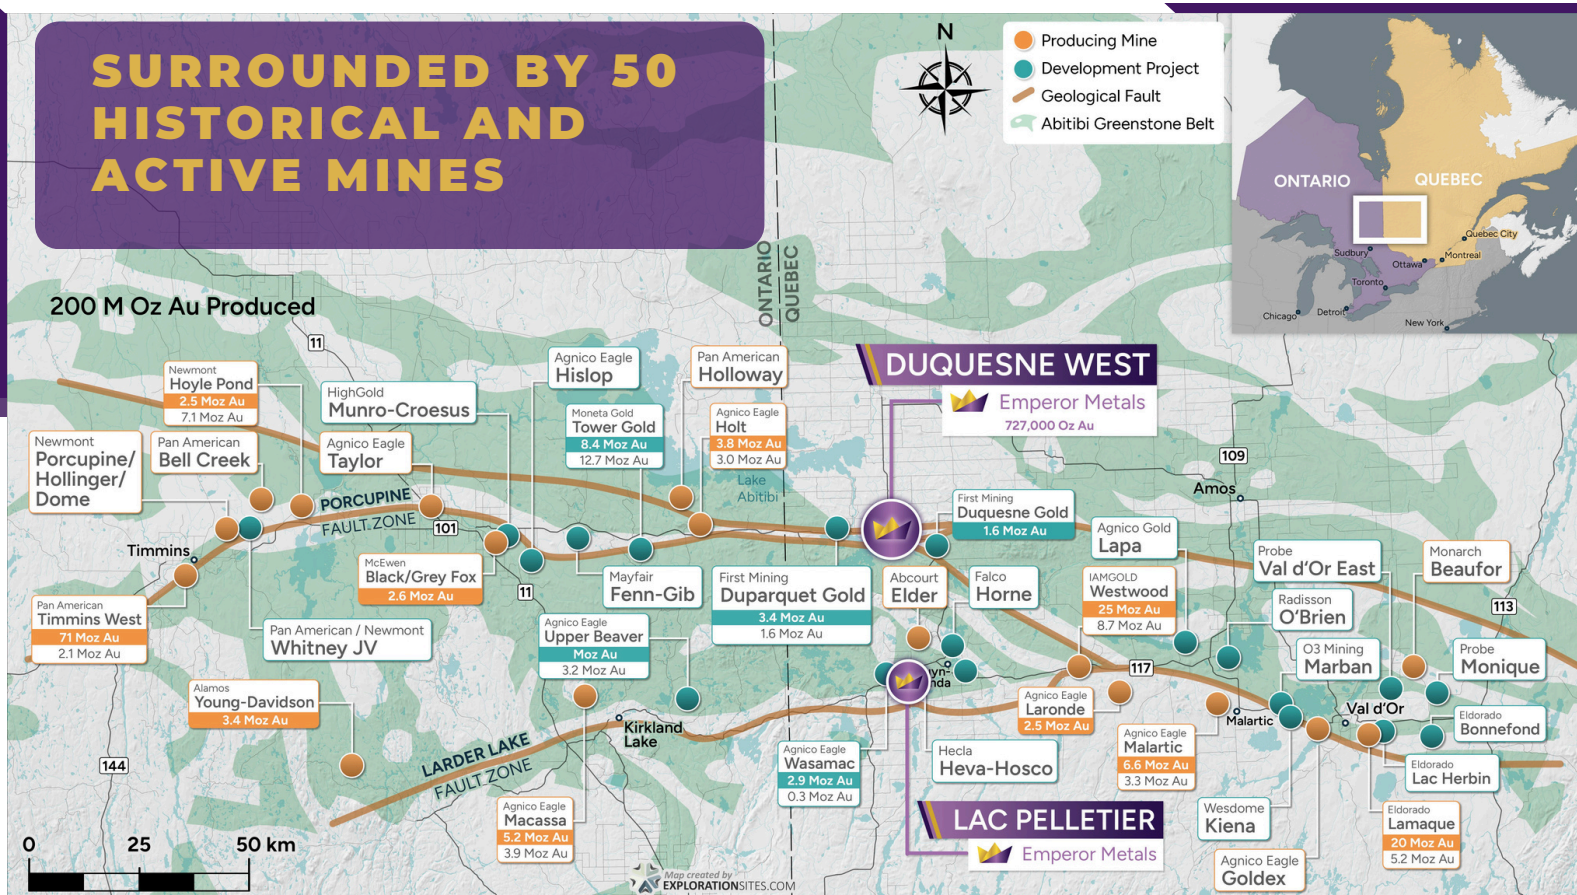 SURROUNDED BY 50
HISTORICAL AND
ACTIVE MINES
200 M Oz Au Produced
N
Producing Mine
Development Project
Geological Fault
Abitibi Greenstone Belt
ONTARIO
QUEBEC
Quebec City
Sudbury
Ottawa
Montreal
Toronto
Chicago
Detroit
New York
ONTARIO
QUEBEC
11
Newmont
Hoyle Pond
2.5 Moz Au
7.1 Moz Au
HighGold
Munro-Croesus
Agnico Eagle
Hislop
Pan American
Holloway
Moneta Gold
Tower Gold
8.4 Moz Au
12.7 Moz Au
Agnico Eagle
Holt
3.8 Moz Au
3.0 Moz Au
DUQUESNE WEST
Emperor Metals
727,000 Oz Au
Newmont
Porcupine/
Hollinger/
Dome
Pan American
Bell Creek
Agnico Eagle
Taylor
Lake
Abitibi
109
Amos
PORCUPINE
FAULT ZONE
101
First Mining
Duquesne Gold
1.6 Moz Au
Agnico Gold
Lapa
Timmins
McEwen
Black/Grey Fox
2.6 Moz Au
11
Mayfair
Fenn-Gib
First Mining
Duparquet Gold
3.4 Moz Au
1.6 Moz Au
Abcourt
Elder
Falco
Horne
IAMGOLD
Westwood
25 Moz Au
8.7 Moz Au
Probe
Val d'Or East
Monarch
Beaufor
113
Radisson
O'Brien
Pan American
Timmins West
71 Moz Au
2.1 Moz Au
Pan American / Newmont
Whitney JV
Agnico Eagle
Upper Beaver
Moz Au
3.2 Moz Au
117
O3 Mining
Marban
Probe
Monique
Alamos
Young-Davidson
3.4 Moz Au
yn-
nda
Agnico Eagle
Laronde
2.5 Moz Au
Malartic
Val d'Or
Eldorado
Bonnefond
Kirkland
Lake
LARDER LAKE
FAULT ZONE
144
Agnico Eagle
Wasamac
2.9 Moz Au
0.3 Moz Au
Hecla
Heva-Hosco
Agnico Eagle
Malartic
6.6 Moz Au
3.3 Moz Au
Eldorado
Lac Herbin
Agnico Eagle
Macassa
5.2 Moz Au
3.9 Moz Au
LAC PELLETIER
Emperor Metals
Wesdome
Kiena
Eldorado
Lamaque
20 Moz Au
5.2 Moz Au
Agnico Eagle
Goldex
0 25 50 km
Map created by
EXPLORATIONSITES.COM